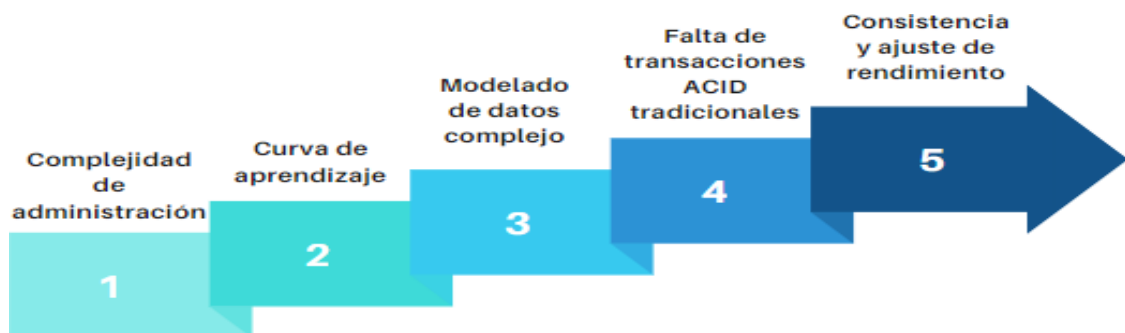 Complejidad
de
administración
1
Curva de
aprendizaje
2
Modelado
de datos
complejo
3
Falta de
transacciones
ACID
tradicionales
4
Consistencia
y ajuste de
rendimiento
5